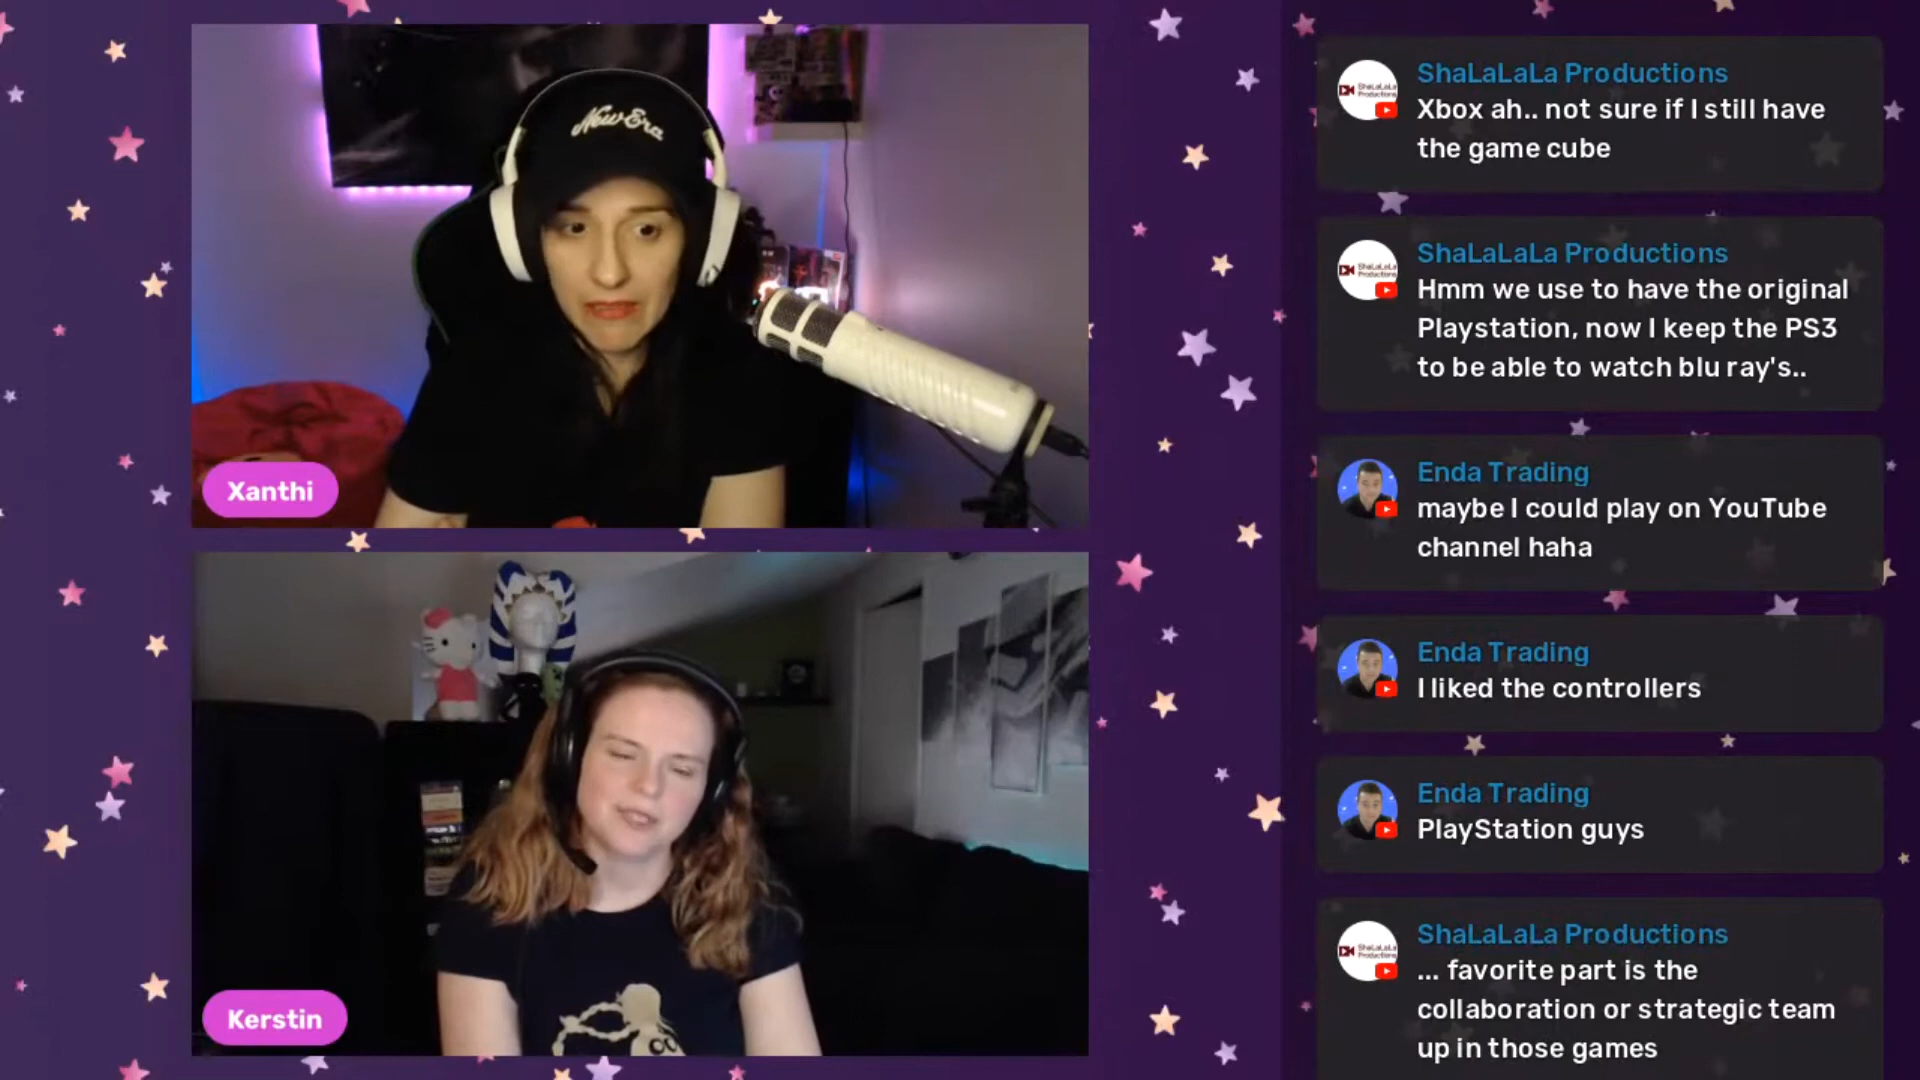 New Era
Xanthi
Kerstin
ShaLaLaLa Productions
Xbox ah.. not sure if I still have
the game cube
ShaLaLaLa Productions
Hmm we use to have the original
Playstation, now I keep the PS3
to be able to watch blu ray's..
Enda Trading
maybe I could play on YouTube
channel haha
Enda Trading
I liked the controllers
Enda Trading
PlayStation guys
ShaLaLaLa Productions
... favorite part is the
collaboration or strategic team
up in those games